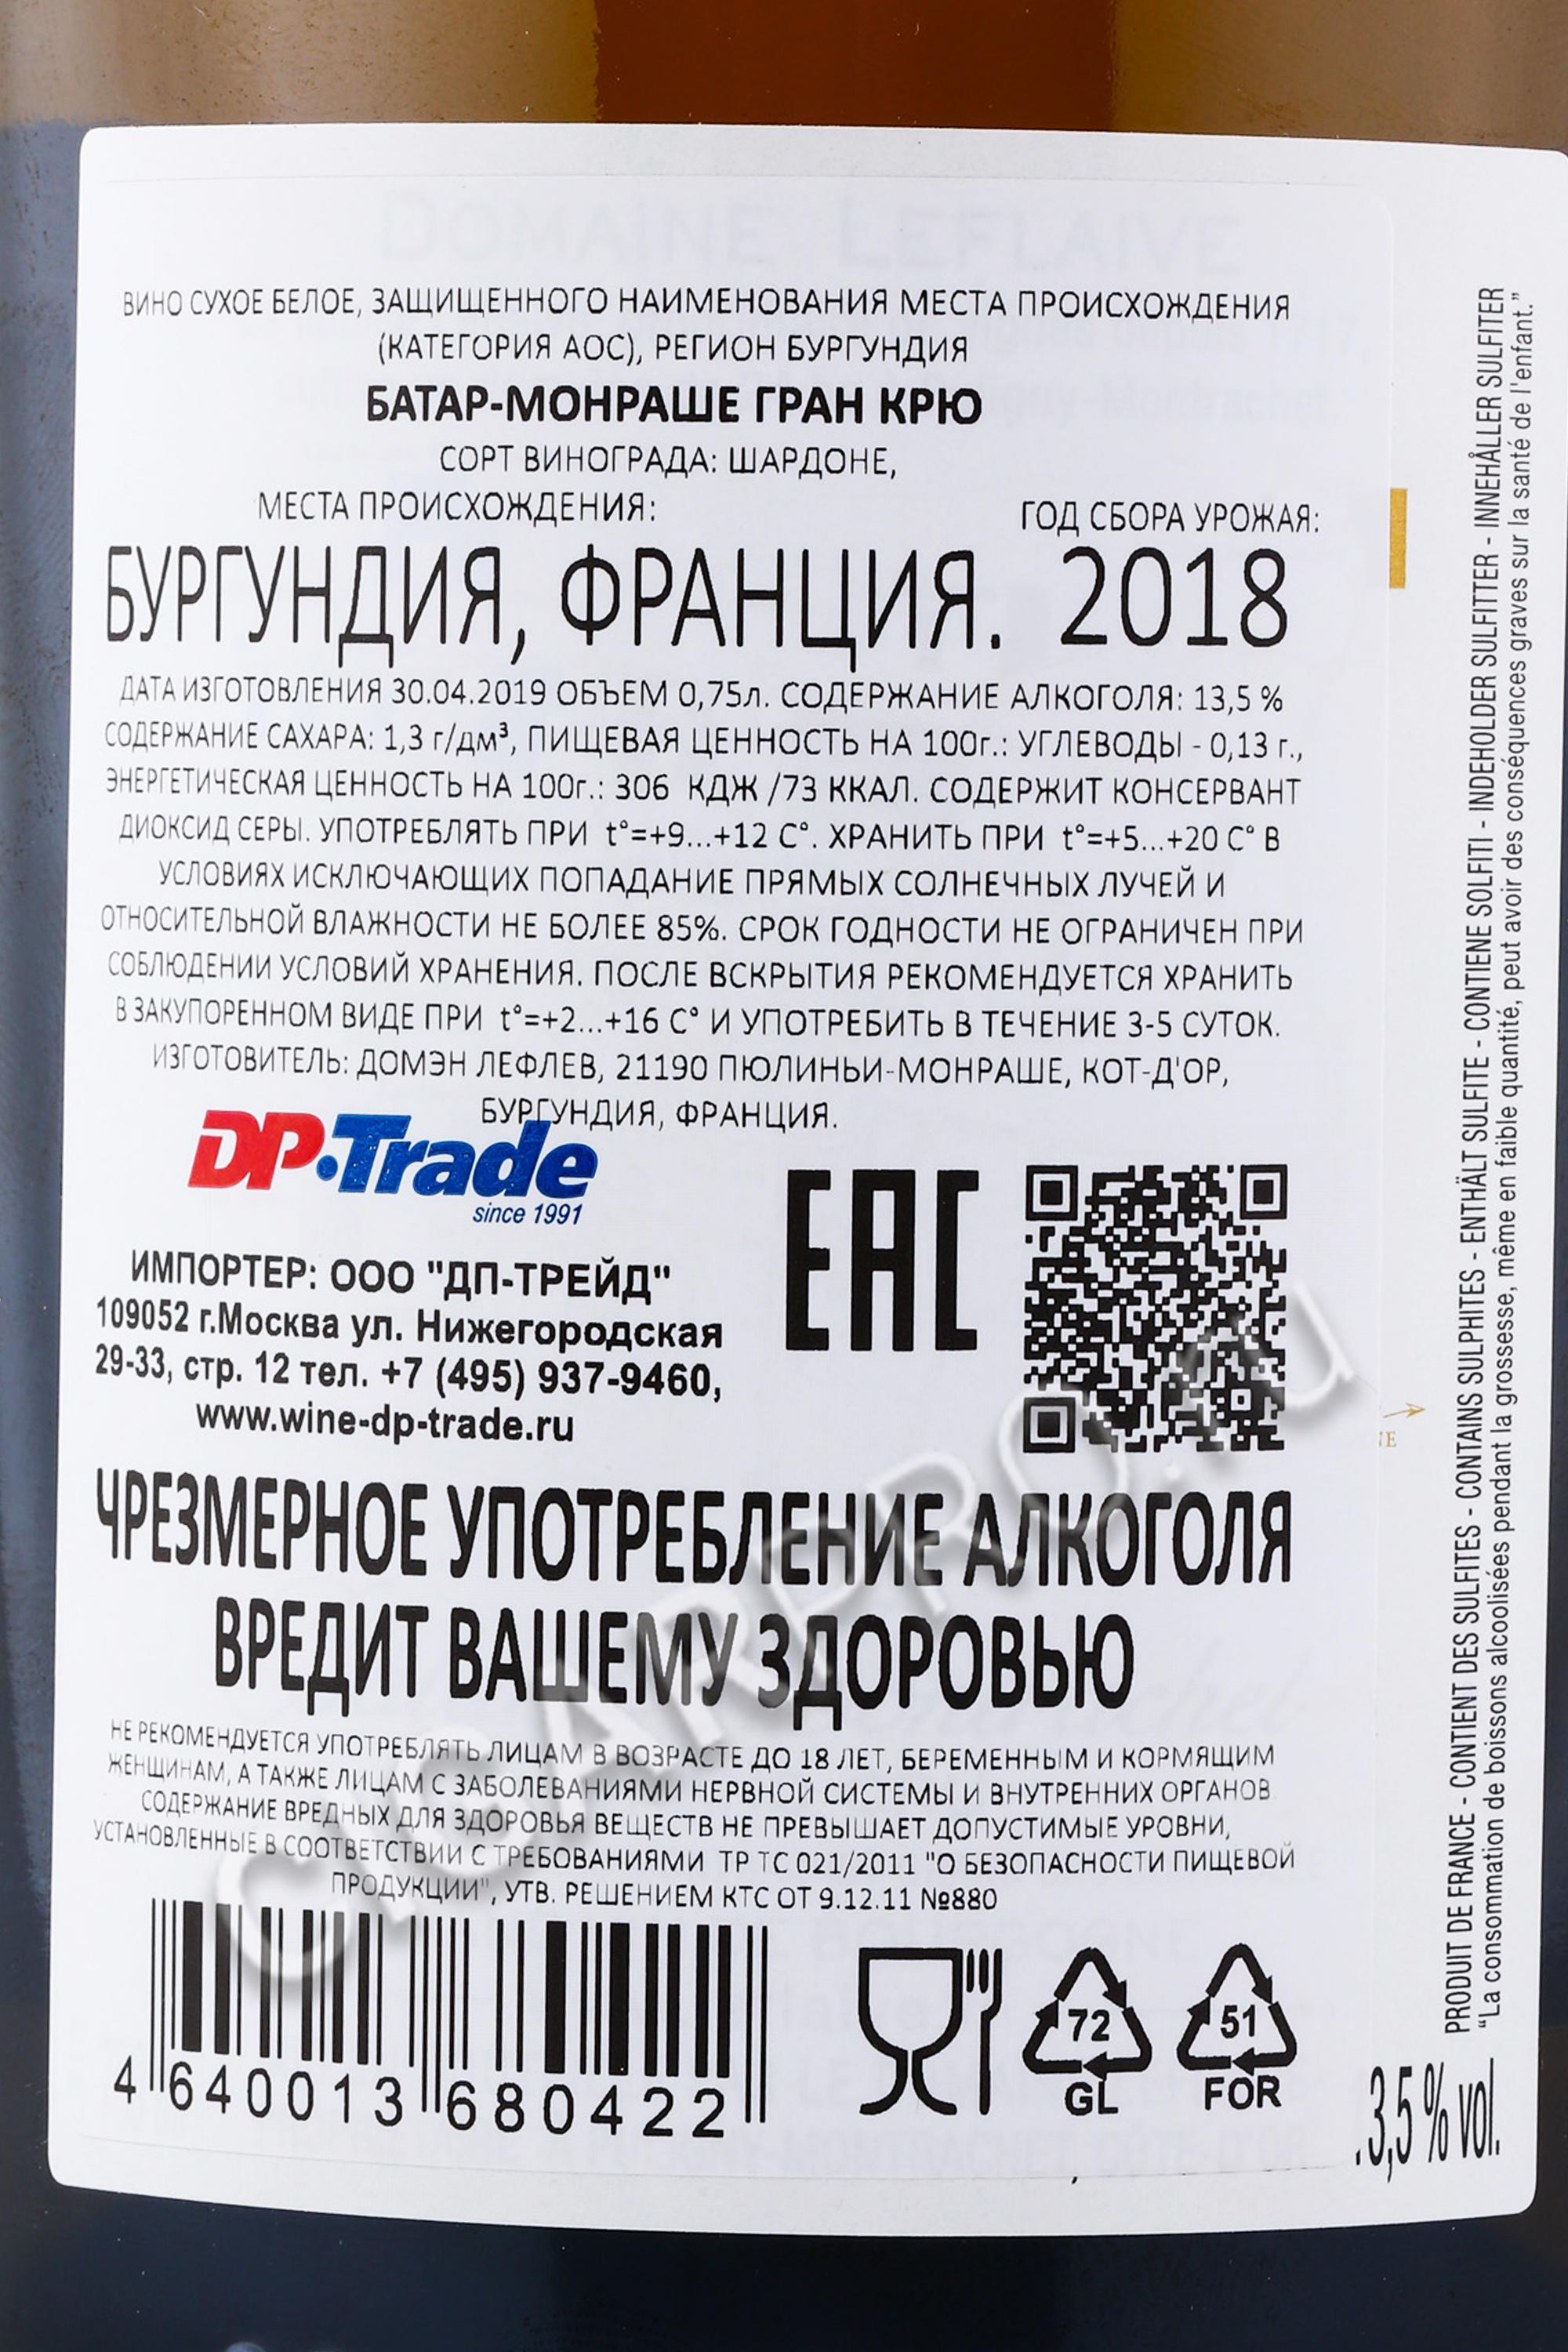 DOMAINE LEFLAIVE
ВИНО СУХОЕ БЕЛОЕ, ЗАЩИЩЕННОГО НАИМЕНОВАНИЯ МЕСТА ПРОИСХОЖДЕНИЯ
(КАТЕГОРИЯ АОС), РЕГИОН БУРГУНДИЯ
БАТАР-МОНРАШЕ ГРАН КРЮ
СОРТ ВИНОГРАДА: ШАРДОНЕ,
МЕСТА ПРОИСХОЖДЕНИЯ:
ГОД СБОРА УРОЖАЯ:
БУРГУНДИЯ, ФРАНЦИЯ. 2018
ДАТА ИЗГОТОВЛЕНИЯ 30.04.2019 ОБЪЕМ 0,75л. СОДЕРЖАНИЕ АЛКОГОЛЯ: 13,5 %
СОДЕРЖАНИЕ САХАРА: 1,3 г/дм³, ПИЩЕВАЯ ЦЕННОСТЬ НА 100г.: УГЛЕВОДЫ - 0,13 г.,
ЭНЕРГЕТИЧЕСКАЯ ЦЕННОСТЬ НА 100г.: 306 КДЖ /73 ККАЛ. СОДЕРЖИТ КОНСЕРВАНТ
ДИОКСИД СЕРЫ. УПОТРЕБЛЯТЬ ПРИ t°=+9...+12 C°. ХРАНИТЬ ПРИ t°=+5...+20 C° В
УСЛОВИЯХ ИСКЛЮЧАЮЩИХ ПОПАДАНИЕ ПРЯМЫХ СОЛНЕЧНЫХ ЛУЧЕЙ И
ОТНОСИТЕЛЬНОЙ ВЛАЖНОСТИ НЕ БОЛЕЕ 85%. СРОК ГОДНОСТИ НЕ ОГРАНИЧЕН ПРИ
СОБЛЮДЕНИИ УСЛОВИЙ ХРАНЕНИЯ. ПОСЛЕ ВСКРЫТИЯ РЕКОМЕНДУЕТСЯ ХРАНИТЬ
В ЗАКУПОРЕННОМ ВИДЕ ПРИ t°=+2...+16 C° И УПОТРЕБИТЬ В ТЕЧЕНИЕ 3-5 СУТОК.
ИЗГОТОВИТЕЛЬ: ДОМЭН ЛЕФЛЕВ, 21190 ПЮЛИНЬИ-МОНРАШЕ, КОТ-Д'ОР,
БУРГУНДИЯ, ФРАНЦИЯ.
DP•Trade
since 1991
EAC
ИМПОРТЕР: ООО "ДП-ТРЕЙД"
109052 г.Москва ул. Нижегородская
29-33, стр. 12 тел. +7 (495) 937-9460,
www.wine-dp-trade.ru
ЧРЕЗМЕРНОЕ УПОТРЕБЛЕНИЕ АЛКОГОЛЯ
ВРЕДИТ ВАШЕМУ ЗДОРОВЬЮ
НЕ РЕКОМЕНДУЕТСЯ УПОТРЕБЛЯТЬ ЛИЦАМ В ВОЗРАСТЕ ДО 18 ЛЕТ, БЕРЕМЕННЫМ И КОРМЯЩИМ
ЖЕНЩИНАМ, А ТАКЖЕ ЛИЦАМ С ЗАБОЛЕВАНИЯМИ НЕРВНОЙ СИСТЕМЫ И ВНУТРЕННИХ ОРГАНОВ
СОДЕРЖАНИЕ ВРЕДНЫХ ДЛЯ ЗДОРОВЬЯ ВЕЩЕСТВ НЕ ПРЕВЫШАЕТ ДОПУСТИМЫЕ УРОВНИ,
УСТАНОВЛЕННЫЕ В СООТВЕТСТВИИ С ТРЕБОВАНИЯМИ ТР ТС 021/2011 "О БЕЗОПАСНОСТИ ПИЩЕВОЙ
ПРОДУКЦИИ", УТВ. РЕШЕНИЕМ КТС ОТ 9.12.11 №880
4 640013 680422
72
GL
51
FOR
PRODUIT DE FRANCE - CONTIENT DES SULFITES - CONTAINS SULPHITES - ENTHÄLT SULFITE - CONTIENE SOLFITI - INDEHOLDER SULFITTER - INNEHÅLLER SULFITER
“La consommation de boissons alcoolisées pendant la grossesse, même en faible quantité, peut avoir des conséquences graves sur la santé de l'enfant.”
3,5 % vol.
CIGARPRO.ru